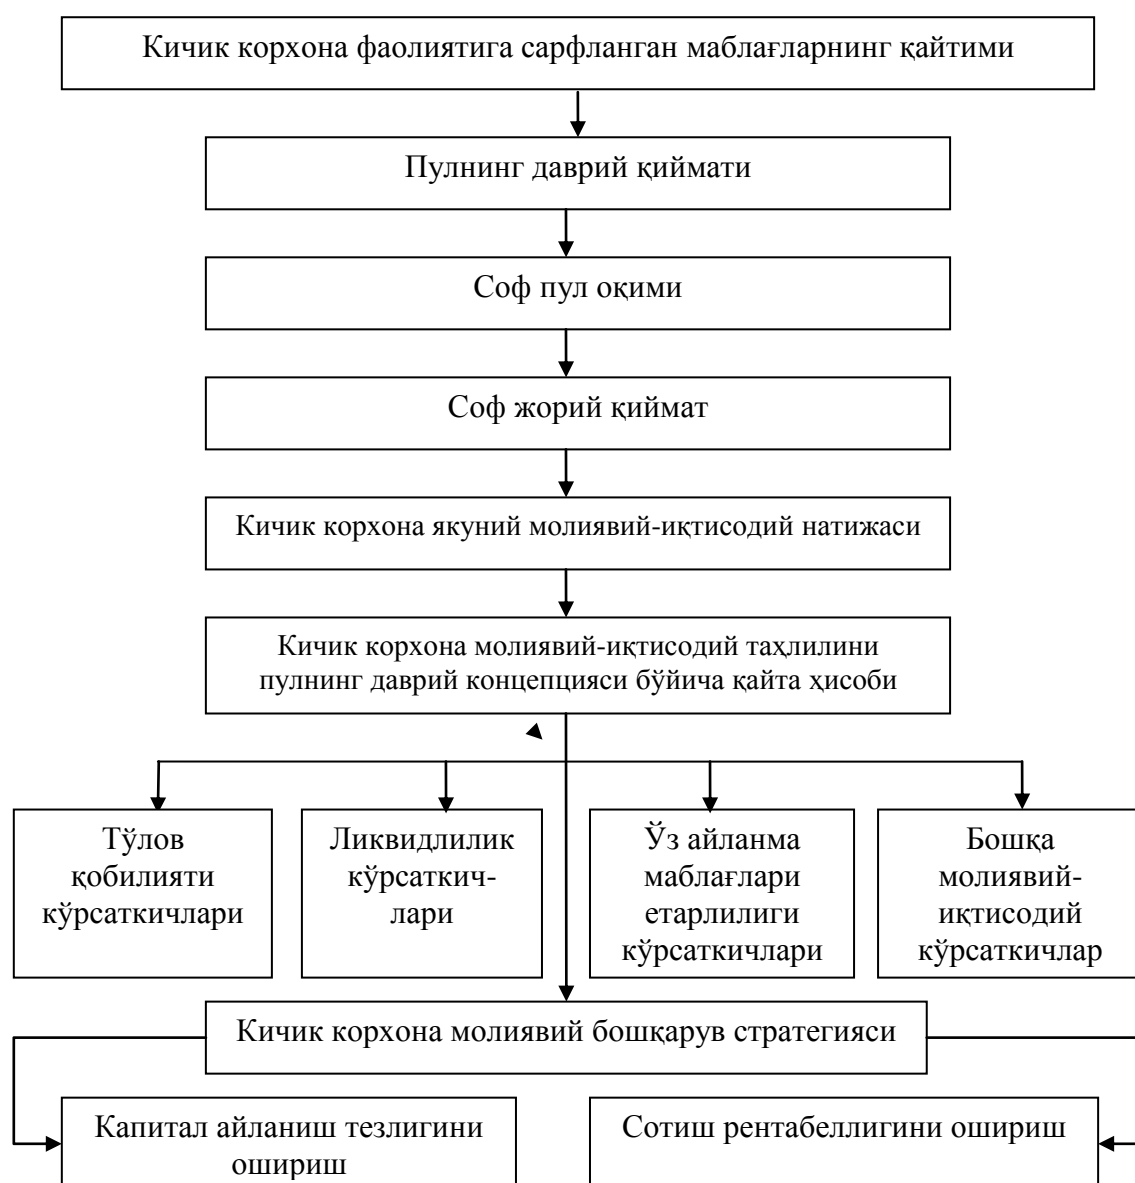 Кичик корхона фаолиятига сарфланган маблағларнинг қайтими
Пулнинг даврий қиймати
Соф пул оқими
Соф жорий қиймат
Кичик корхона якуний молиявий-иқтисодий натижаси
Кичик корхона молиявий-иқтисодий таҳлилини
пулнинг даврий концепцияси бўйича қайта ҳисоби
Тўлов
қобилияти
кўрсаткичлари
Ликвидлилик
кўрсаткич-
лари
Ўз айланма
маблағлари
етарлилиги
кўрсаткичлари
Бошқа
молиявий-
иқтисодий
кўрсаткичлар
Кичик корхона молиявий бошқарув стратегияси
Капитал айланиш тезлигини
ошириш
Сотиш рентабеллигини ошириш